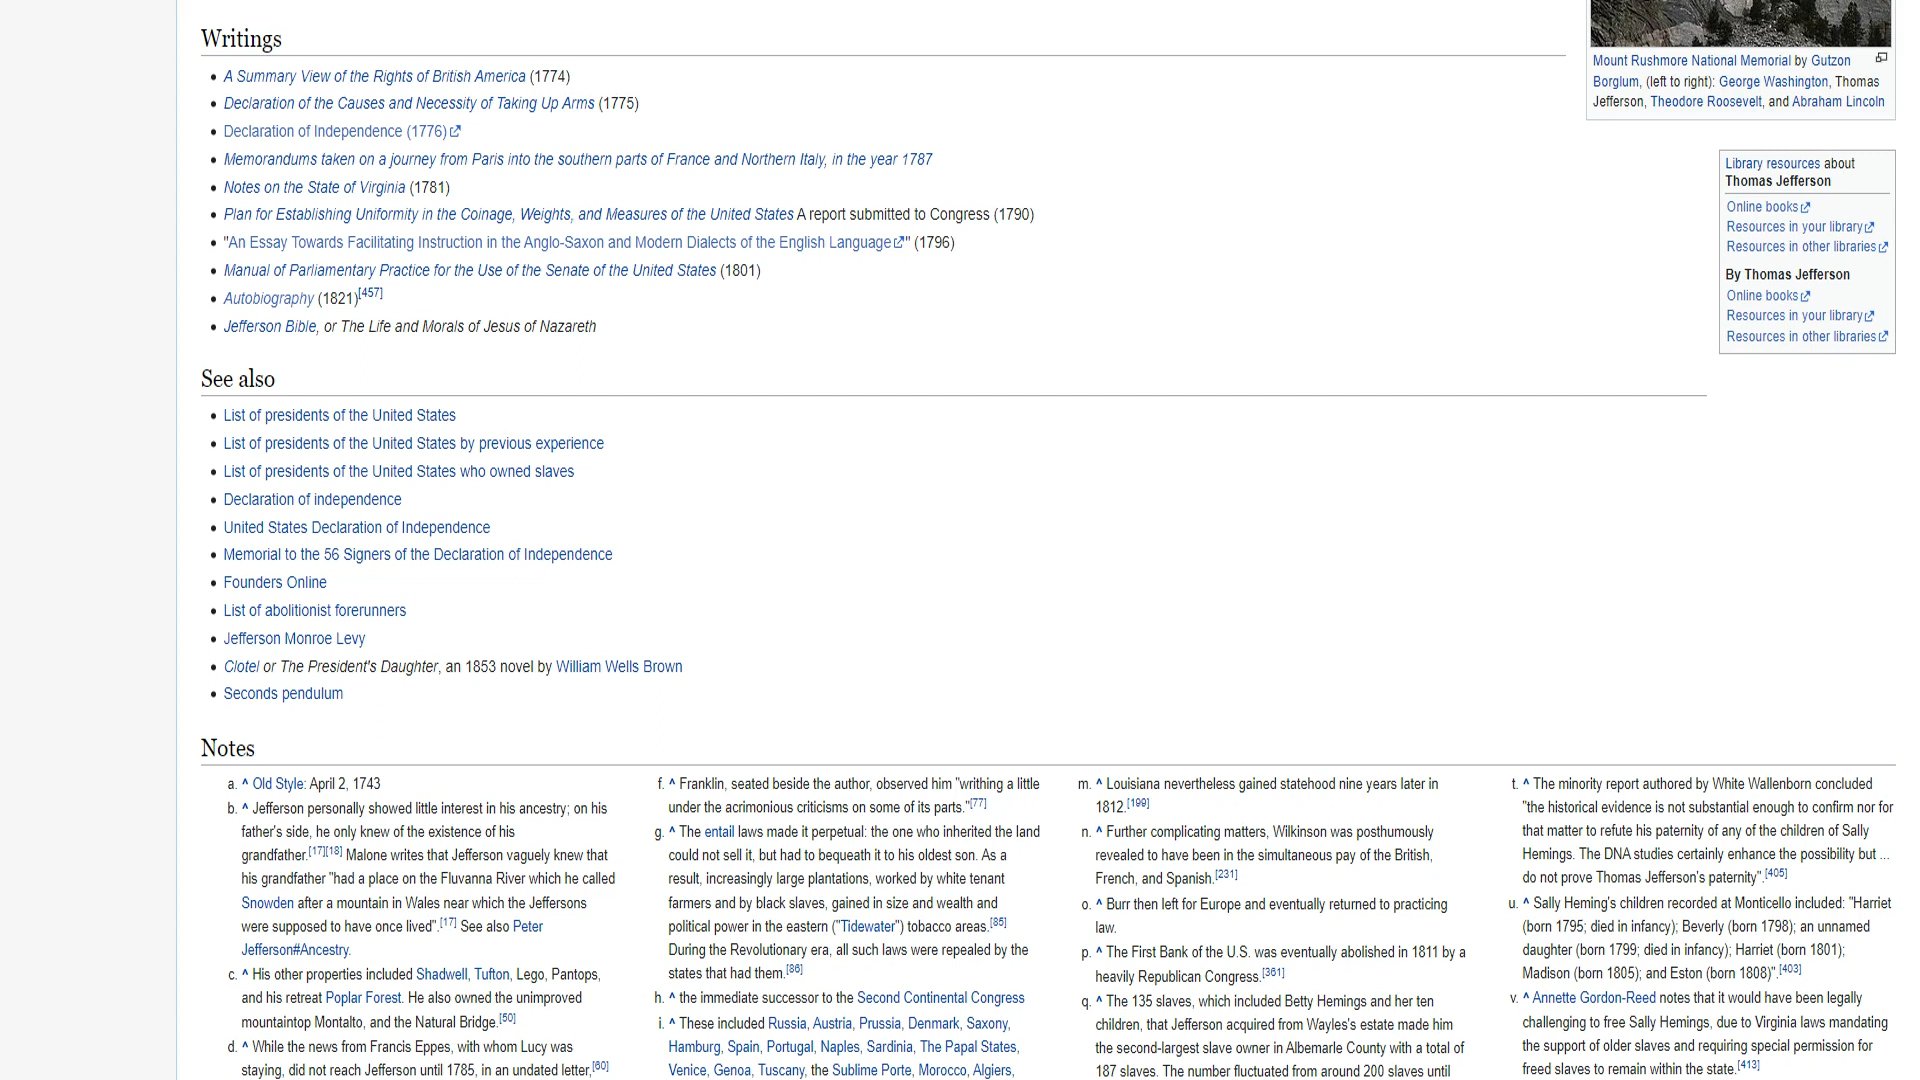 Writings
A Summary View of the Rights of British America (1774)
Declaration of the Causes and Necessity of Taking Up Arms (1775)
Declaration of Independence (1776)
Memorandums taken on a journey from Paris into the southern parts of France and Northern Italy, in the year 1787
Notes on the State of Virginia (1781)
Plan for Establishing Uniformity in the Coinage, Weights, and Measures of the United States A report submitted to Congress (1790)
"An Essay Towards Facilitating Instruction in the Anglo-Saxon and Modern Dialects of the English Language" (1796)
Manual of Parliamentary Practice for the Use of the Senate of the United States (1801)
Autobiography (1821)[457]
Jefferson Bible, or The Life and Morals of Jesus of Nazareth
Mount Rushmore National Memorial by Gutzon
Borglum, (left to right): George Washington, Thomas
Jefferson, Theodore Roosevelt, and Abraham Lincoln
Library resources about
Thomas Jefferson
Online books
Resources in your library
Resources in other libraries
By Thomas Jefferson
Online books
Resources in your library
Resources in other libraries
See also
List of presidents of the United States
List of presidents of the United States by previous experience
List of presidents of the United States who owned slaves
Declaration of independence
United States Declaration of Independence
Memorial to the 56 Signers of the Declaration of Independence
Founders Online
List of abolitionist forerunners
Jefferson Monroe Levy
Clotel or The President's Daughter, an 1853 novel by William Wells Brown
Seconds pendulum
Notes
a. ^ Old Style: April 2, 1743
b. ^ Jefferson personally showed little interest in his ancestry; on his
father's side, he only knew of the existence of his
grandfather.[17][18] Malone writes that Jefferson vaguely knew that
his grandfather "had a place on the Fluvanna River which he called
Snowden after a mountain in Wales near which the Jeffersons
were supposed to have once lived".[17] See also Peter
Jefferson#Ancestry.
c. ^ His other properties included Shadwell, Tufton, Lego, Pantops,
and his retreat Poplar Forest. He also owned the unimproved
mountaintop Montalto, and the Natural Bridge.[50]
d. ^ While the news from Francis Eppes, with whom Lucy was
staying, did not reach Jefferson until 1785, in an undated letter,[60]
f. ^ Franklin, seated beside the author, observed him "writhing a little
under the acrimonious criticisms on some of its parts."[77]
g. ^ The entail laws made it perpetual: the one who inherited the land
could not sell it, but had to bequeath it to his oldest son. As a
result, increasingly large plantations, worked by white tenant
farmers and by black slaves, gained in size and wealth and
political power in the eastern ("Tidewater") tobacco areas.[85]
During the Revolutionary era, all such laws were repealed by the
states that had them.[86]
h. ^ the immediate successor to the Second Continental Congress
i. ^ These included Russia, Austria, Prussia, Denmark, Saxony,
Hamburg, Spain, Portugal, Naples, Sardinia, The Papal States,
Venice, Genoa, Tuscany, the Sublime Porte, Morocco, Algiers,
m. ^ Louisiana nevertheless gained statehood nine years later in
1812.[199]
n. ^ Further complicating matters, Wilkinson was posthumously
revealed to have been in the simultaneous pay of the British,
French, and Spanish.[231]
o. ^ Burr then left for Europe and eventually returned to practicing
law.
p. ^ The First Bank of the U.S. was eventually abolished in 1811 by a
heavily Republican Congress.[361]
q. ^ The 135 slaves, which included Betty Hemings and her ten
children, that Jefferson acquired from Wayles's estate made him
the second-largest slave owner in Albemarle County with a total of
187 slaves. The number fluctuated from around 200 slaves until
t. ^ The minority report authored by White Wallenborn concluded
"the historical evidence is not substantial enough to confirm nor for
that matter to refute his paternity of any of the children of Sally
Hemings. The DNA studies certainly enhance the possibility but ...
do not prove Thomas Jefferson's paternity".[405]
u. ^ Sally Heming's children recorded at Monticello included: "Harriet
(born 1795; died in infancy); Beverly (born 1798); an unnamed
daughter (born 1799; died in infancy); Harriet (born 1801);
Madison (born 1805); and Eston (born 1808)".[403]
v. ^ Annette Gordon-Reed notes that it would have been legally
challenging to free Sally Hemings, due to Virginia laws mandating
the support of older slaves and requiring special permission for
freed slaves to remain within the state.[413]